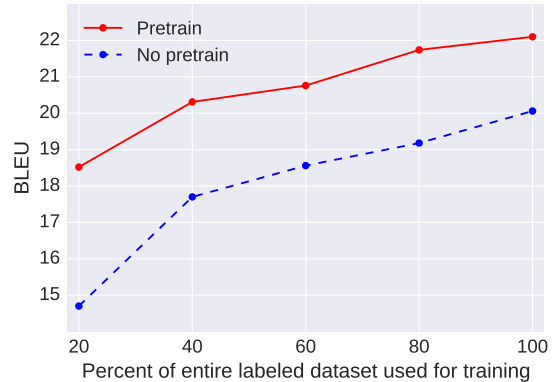 Pretrain
No pretrain
22
21
20
19
18
17
16
15
BLEU
20 40 60 80 100
Percent of entire labeled dataset used for training